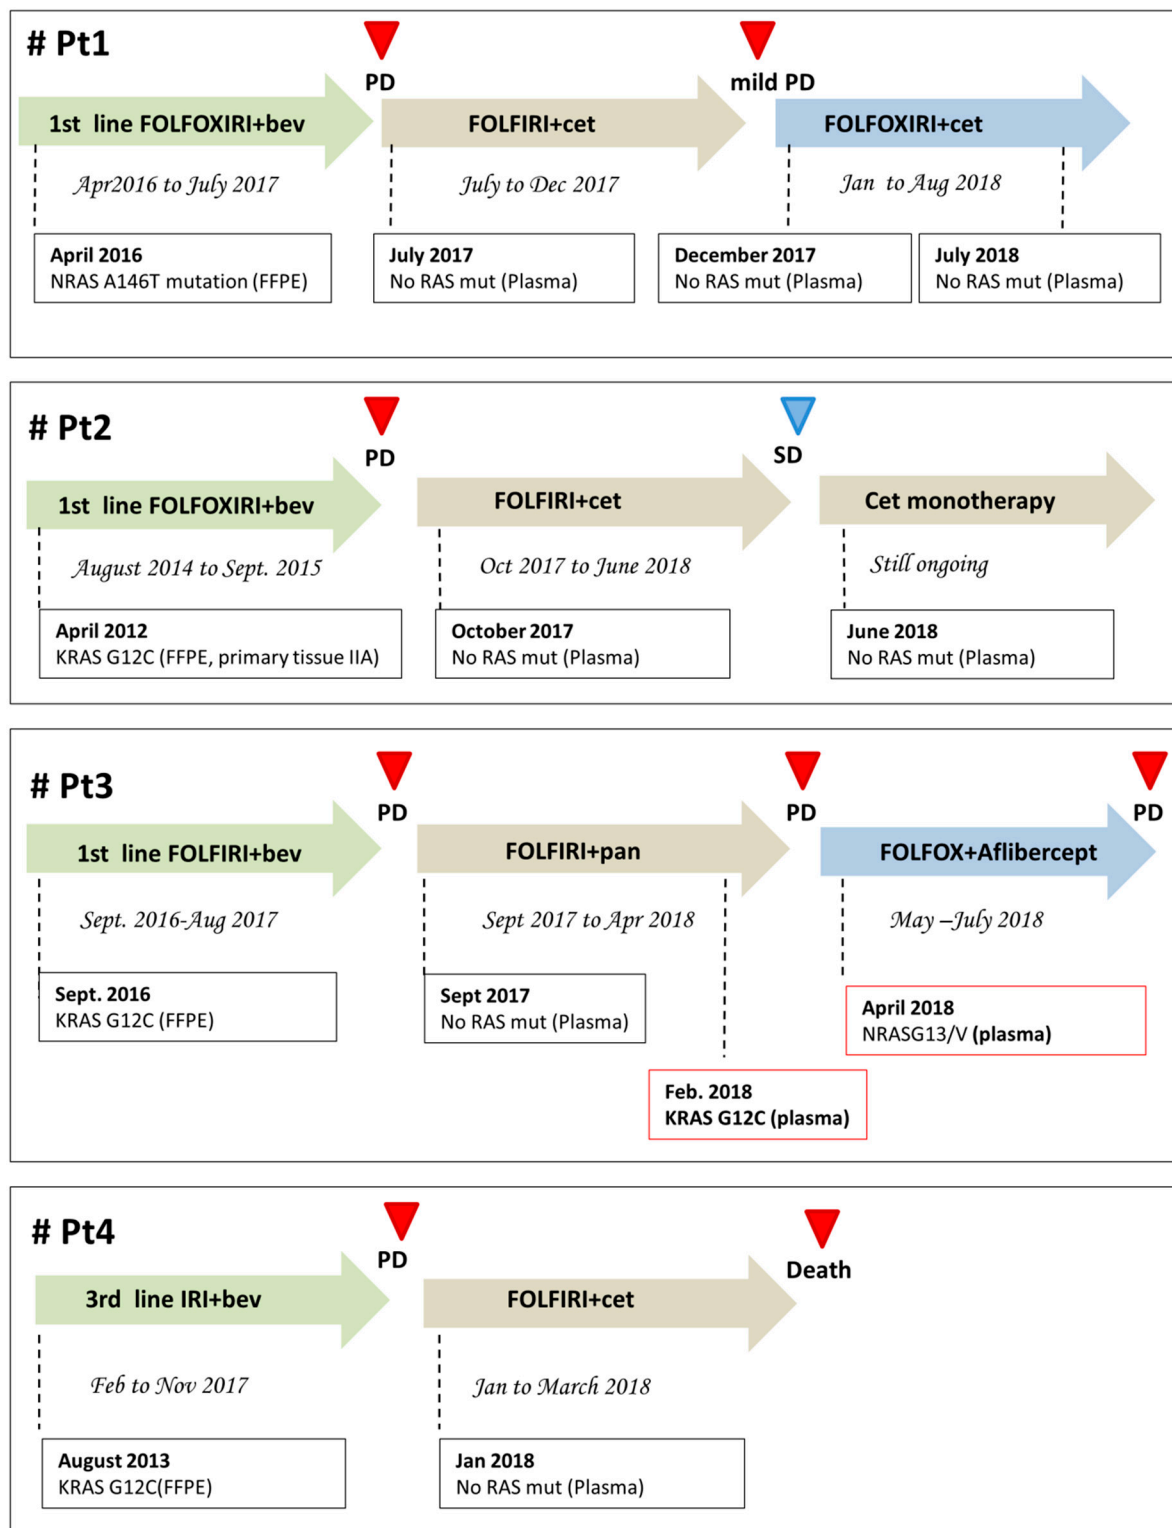 # Pt1
PD
mild PD
1st line FOLFOXIRI+bev
FOLFIRI+cet
FOLFOXIRI+cet
Apr2016 to July 2017
July to Dec 2017
Jan to Aug 2018
April 2016
NRAS A146T mutation (FFPE)
July 2017
No RAS mut (Plasma)
December 2017
No RAS mut (Plasma)
July 2018
No RAS mut (Plasma)
# Pt2
PD
SD
1st line FOLFOXIRI+bev
FOLFIRI+cet
Cet monotherapy
August 2014 to Sept. 2015
Oct 2017 to June 2018
Still ongoing
April 2012
KRAS G12C (FFPE, primary tissue IIA)
October 2017
No RAS mut (Plasma)
June 2018
No RAS mut (Plasma)
# Pt3
PD
PD
PD
1st line FOLFIRI+bev
FOLFIRI+pan
FOLFOX+Aflibercept
Sept. 2016-Aug 2017
Sept 2017 to Apr 2018
May –July 2018
Sept. 2016
KRAS G12C (FFPE)
Sept 2017
No RAS mut (Plasma)
April 2018
NRASG13/V (plasma)
Feb. 2018
KRAS G12C (plasma)
# Pt4
PD
Death
3rd line IRI+bev
FOLFIRI+cet
Feb to Nov 2017
Jan to March 2018
August 2013
KRAS G12C(FFPE)
Jan 2018
No RAS mut (Plasma)